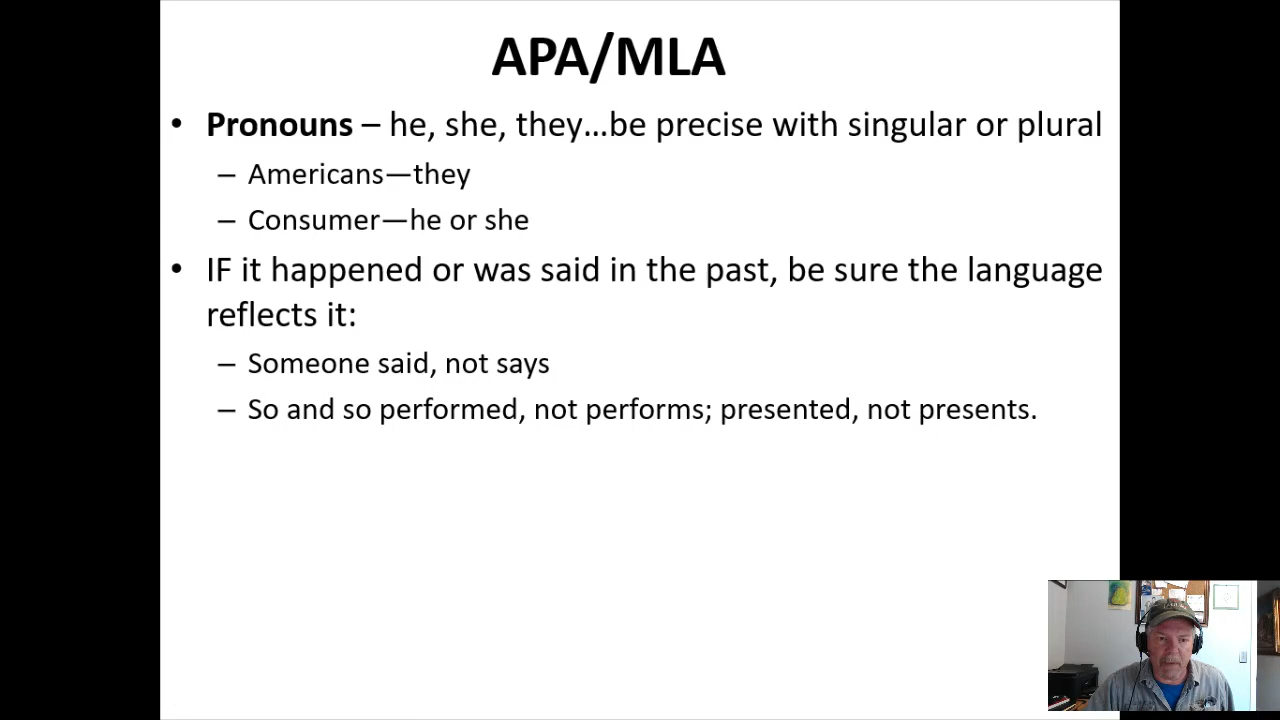 APA/MLA
• Pronouns – he, she, they…be precise with singular or plural
– Americans—they
– Consumer—he or she
• IF it happened or was said in the past, be sure the language
reflects it:
– Someone said, not says
– So and so performed, not performs; presented, not presents.